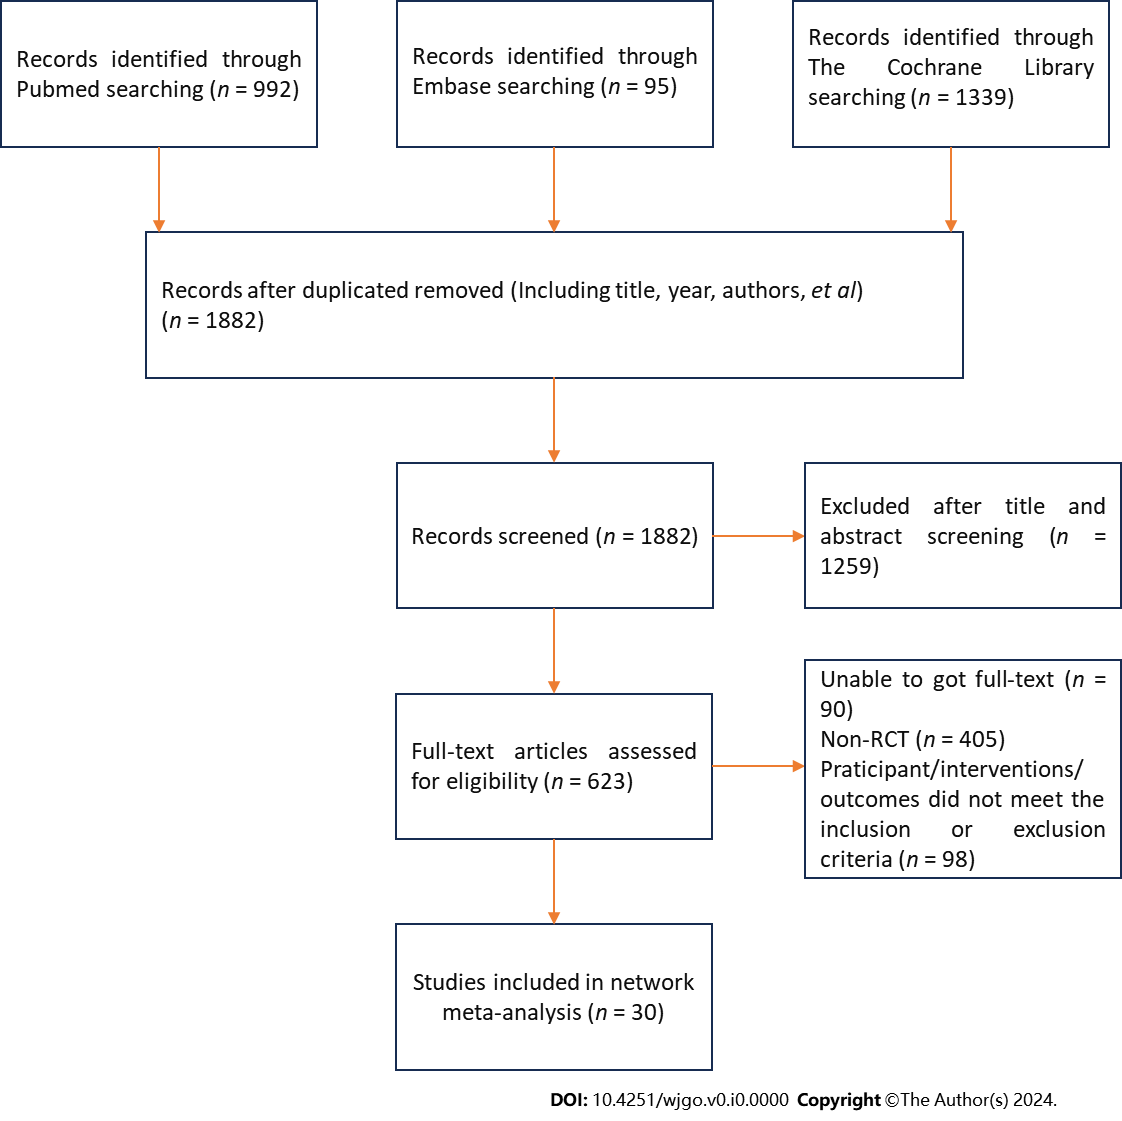 Records identified through
Pubmed searching (n = 992)
Records identified through
Embase searching (n = 95)
Records identified through
The Cochrane Library
searching (n = 1339)
Records after duplicated removed (Including title, year, authors, et al)
(n = 1882)
Records screened (n = 1882)
Excluded after title and
abstract screening (n =
1259)
Full-text articles assessed
for eligibility (n = 623)
Unable to got full-text (n =
90)
Non-RCT (n = 405)
Praticipant/interventions/
outcomes did not meet the
inclusion or exclusion
criteria (n = 98)
Studies included in network
meta-analysis (n = 30)
DOI: 10.4251/wjgo.v0.i0.0000 Copyright ©The Author(s) 2024.